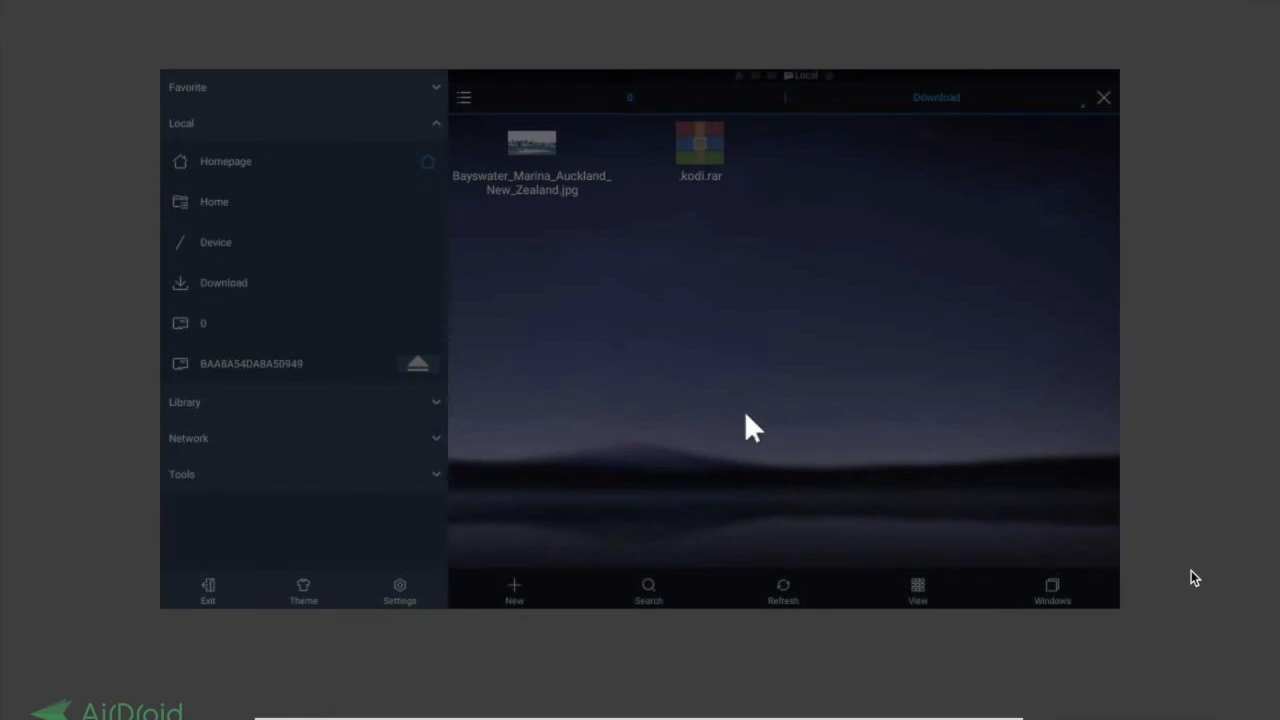 Favorite
Local
Homepage
Home
Device
Download
0
BAA8A54DA8A50949
Library
Network
Tools
Exit
Theme
Settings
Local
0
Download
Bayswater_Marina_Auckland_
New_Zealand.jpg
.kodi.rar
New
Search
Refresh
View
Windows
AirDroid